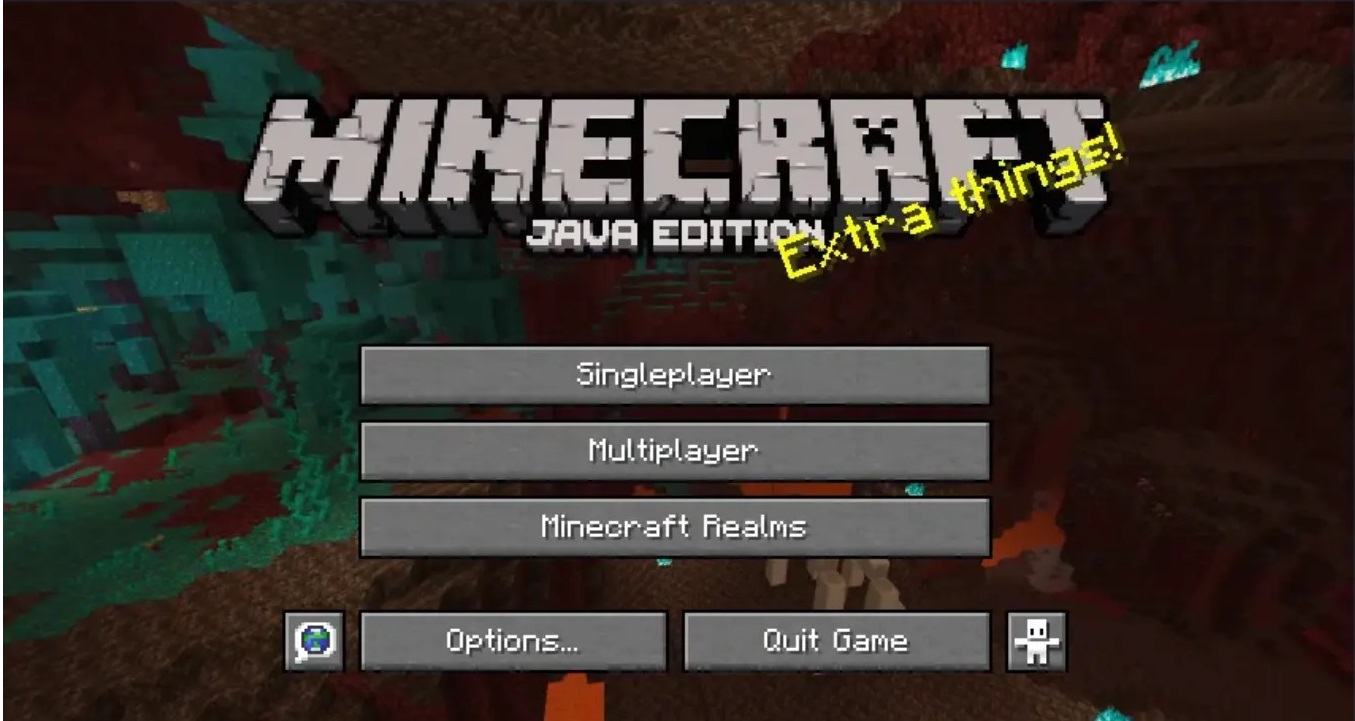 MINECRAFT
JAVA EDITION
Extra things!
Singleplayer
Multiplayer
Minecraft Realms
Options...
Quit Game